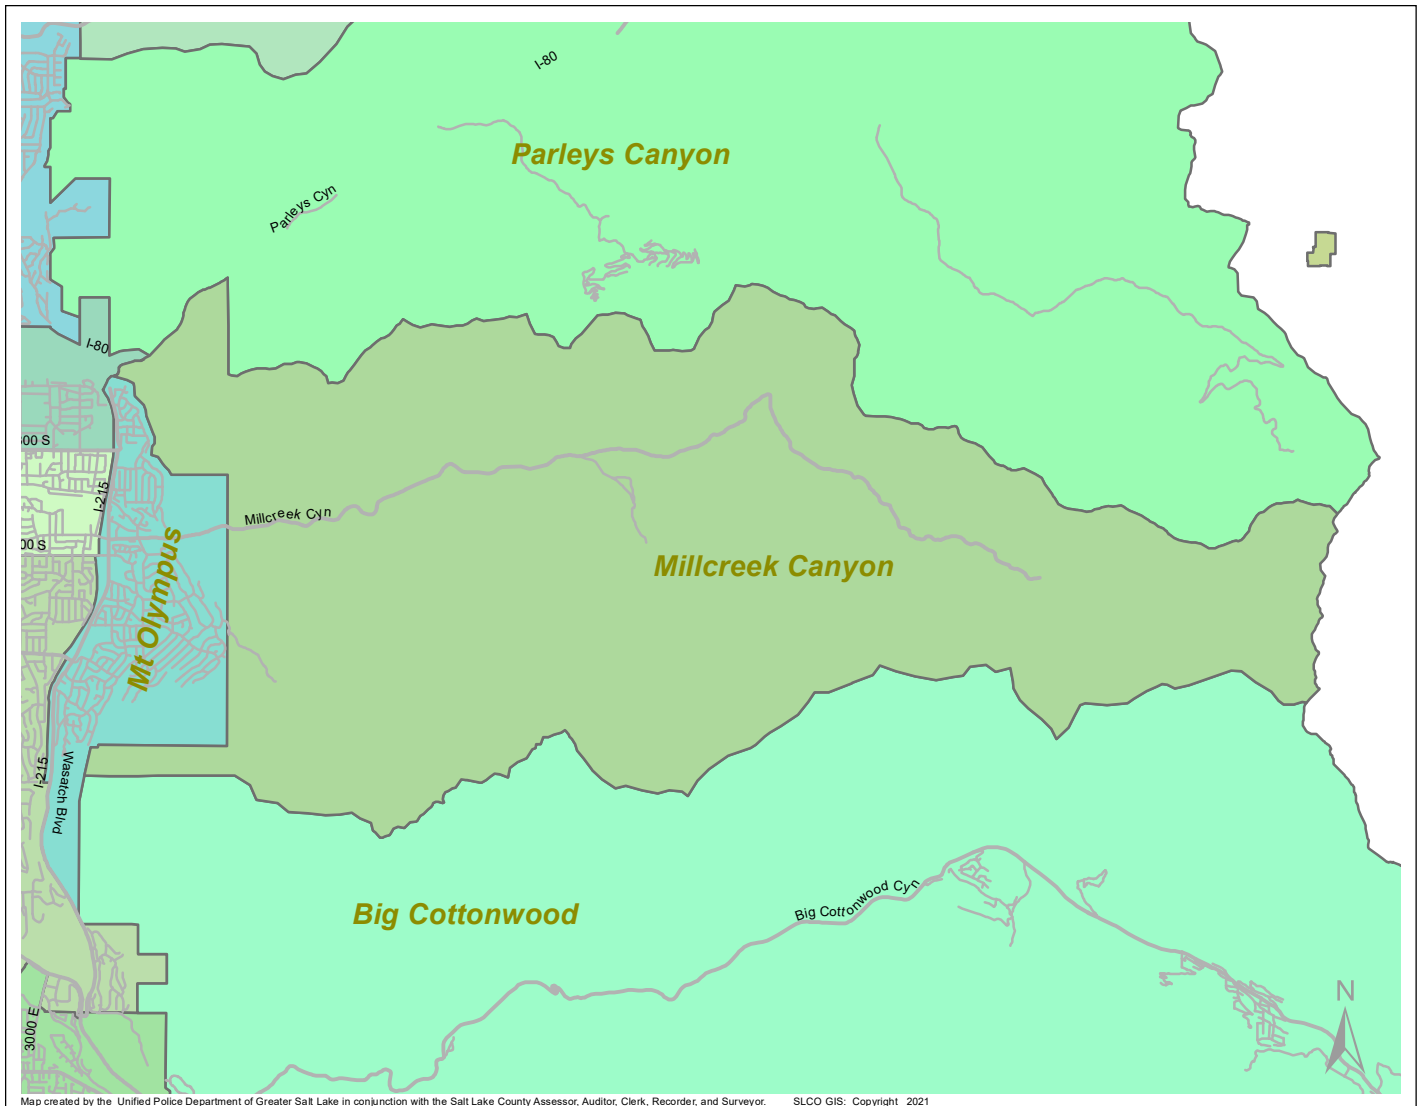 I-80
Parleys Canyon
Parleys Cyn
I-80
00 S
I-215
Millcreek Cyn
00 S
Millcreek Canyon
Mt Olympus
I-215
Wasatch Blvd
Big Cottonwood Cyn
Big Cottonwood
N
3000 E
Map created by the Unified Police Department of Greater Salt Lake in conjunction with the Salt Lake County Assessor, Auditor, Clerk, Recorder, and Surveyor. SLCO GIS: Copyright 2021